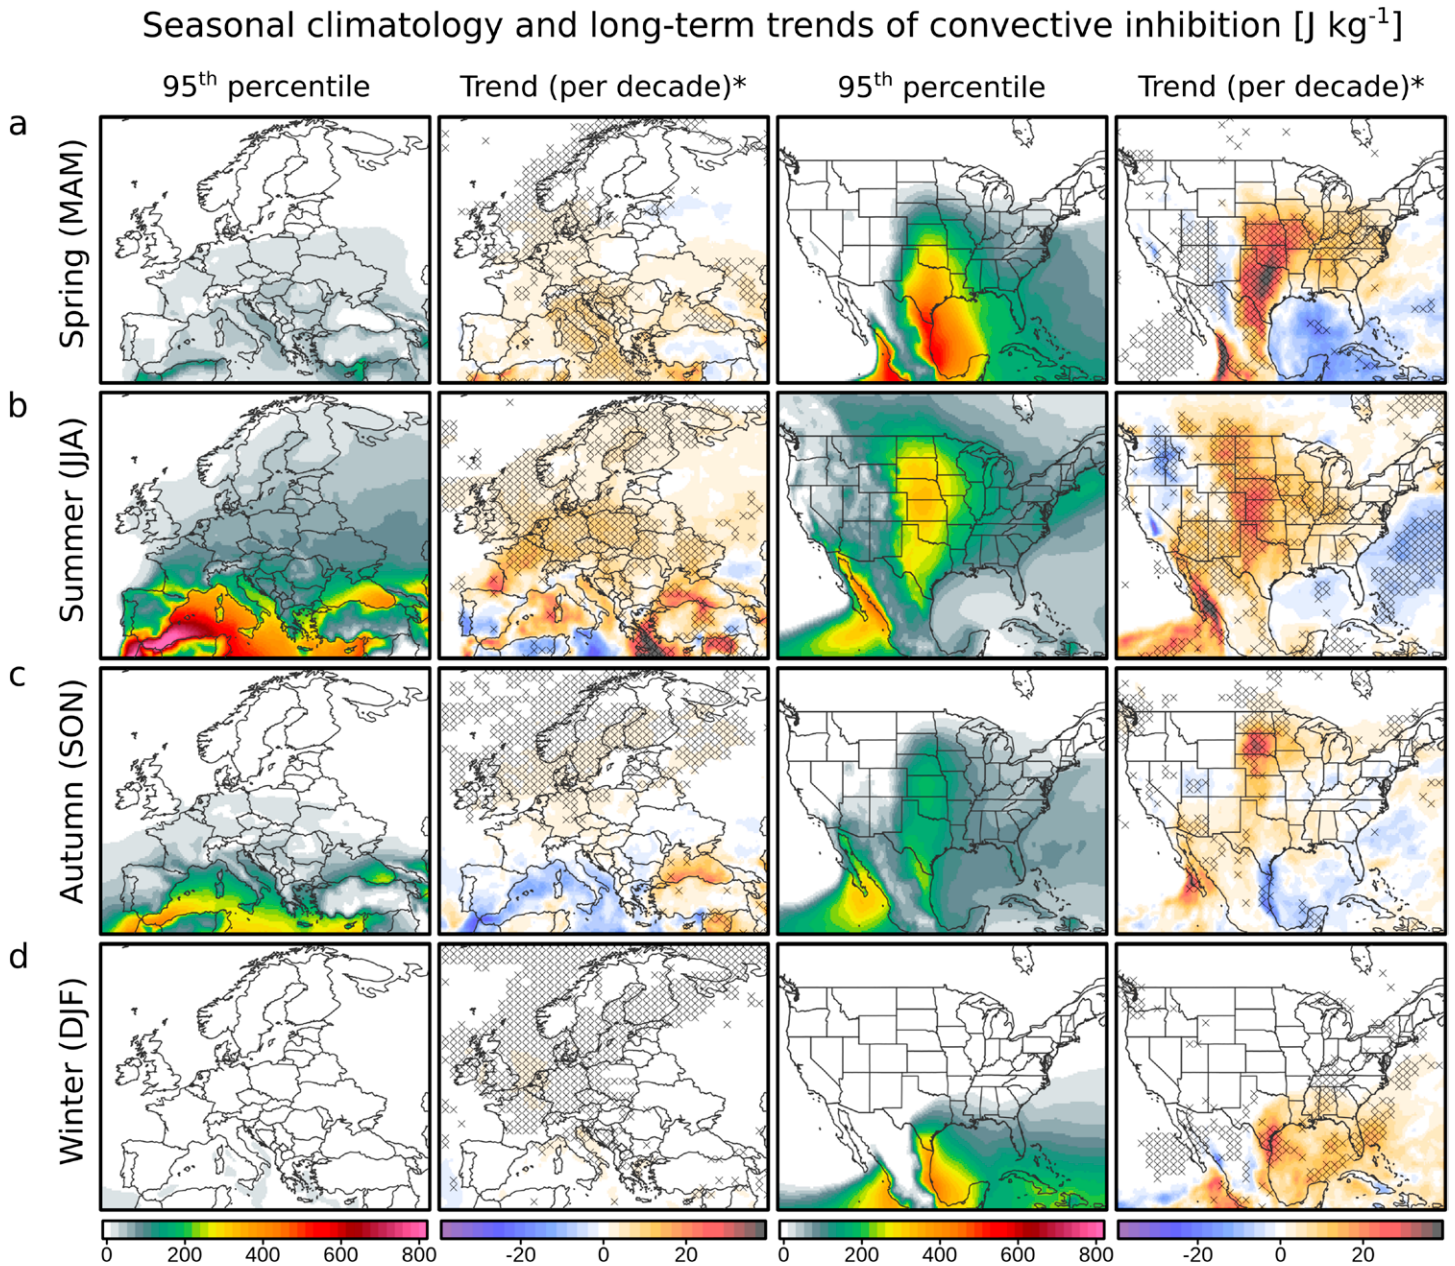 Seasonal climatology and long-term trends of convective inhibition [J kg⁻¹]
95ᵗʰ percentile Trend (per decade)* 95ᵗʰ percentile Trend (per decade)*
a
Spring (MAM)
b
Summer (JJA)
c
Autumn (SON)
d
Winter (DJF)
0 200 400 600 800 -20 0 20 0 200 400 600 800 -20 0 20